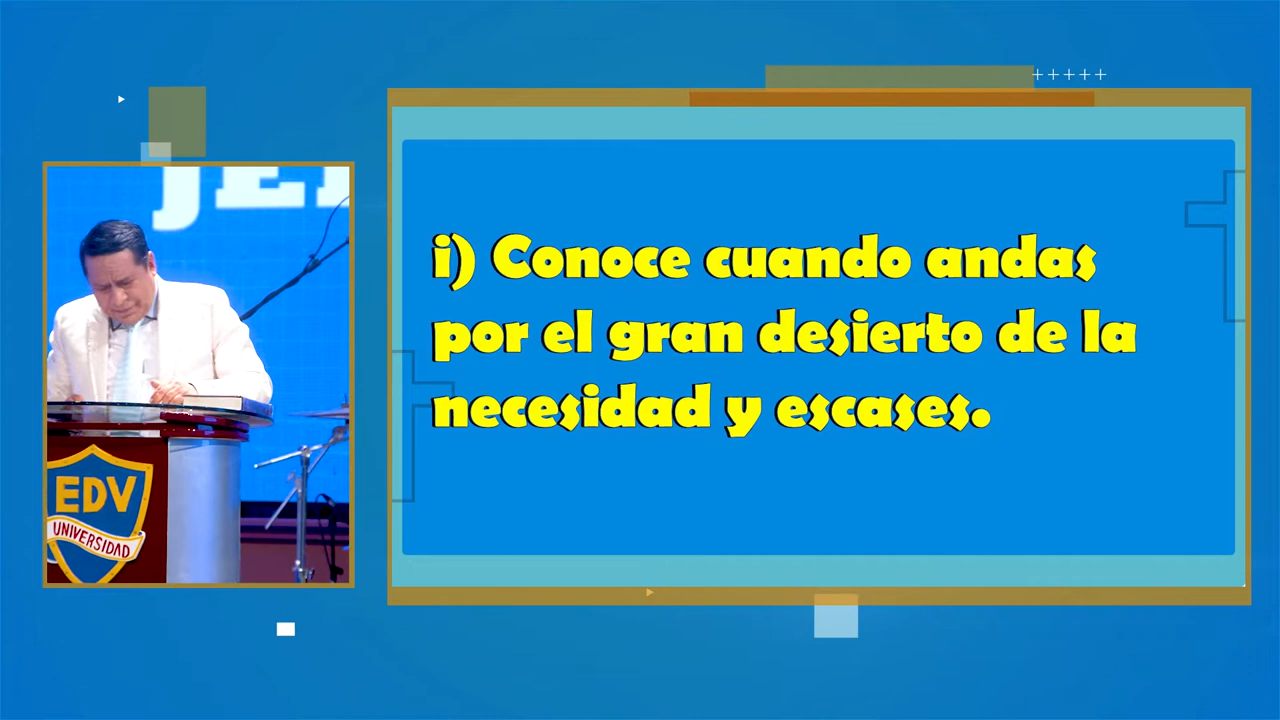 EDV
UNIVERSIDAD
i) Conoce cuando andas
por el gran desierto de la
necesidad y escases.